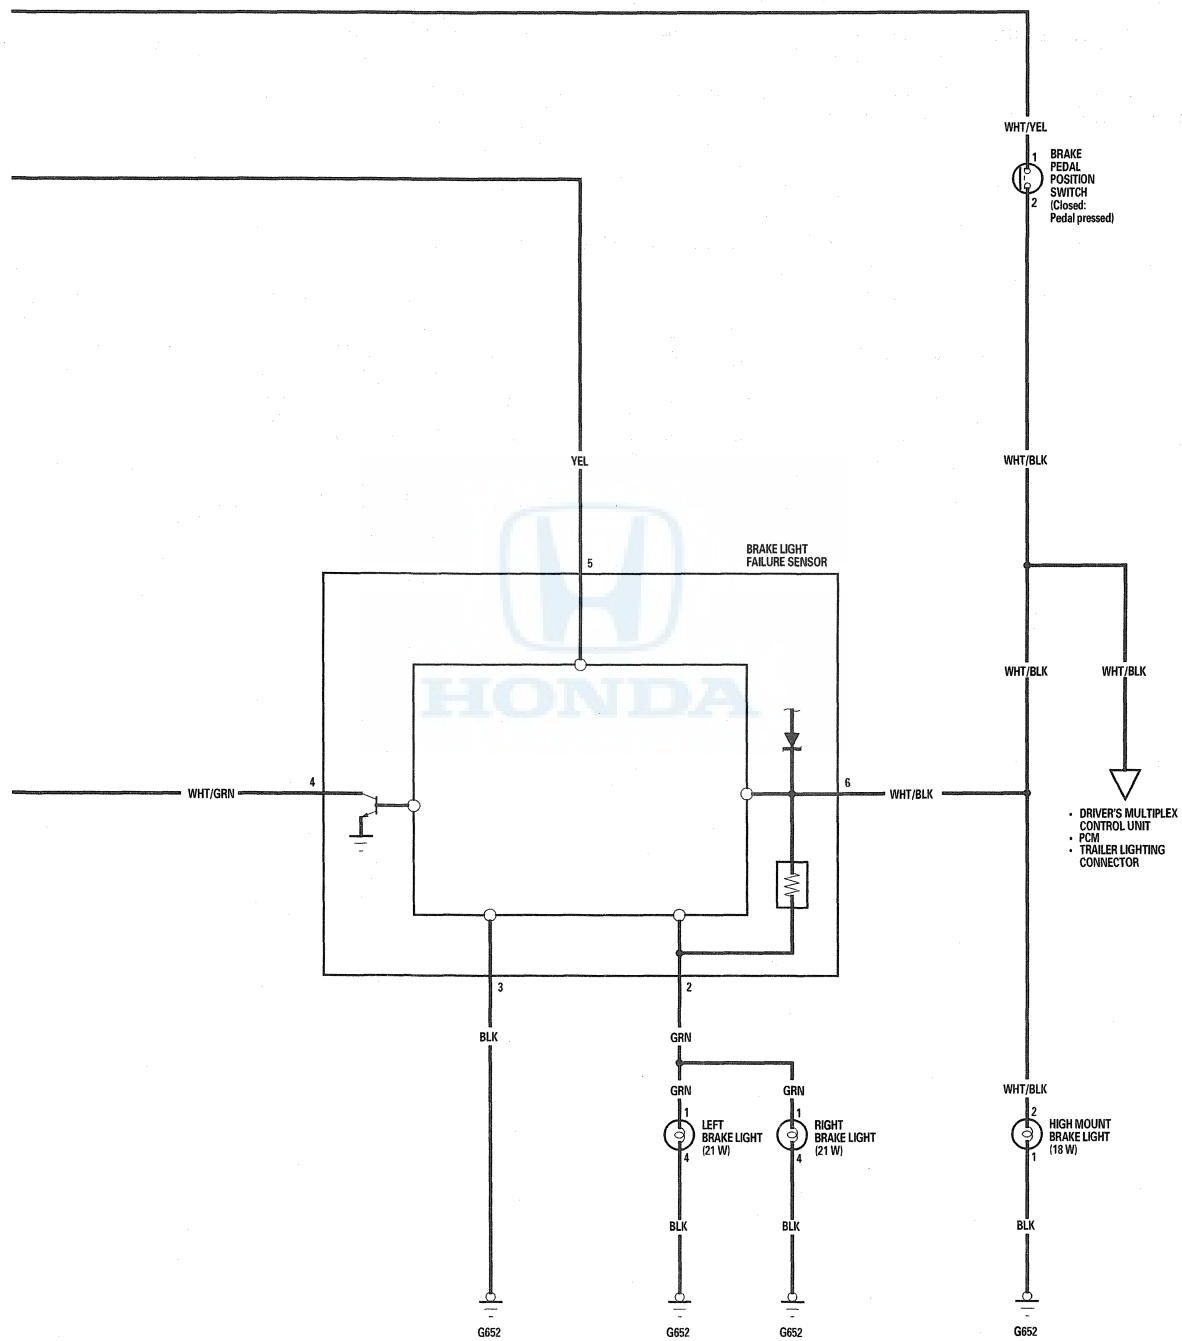 WHT/YEL
1
BRAKE
PEDAL
POSITION
SWITCH
(Closed:
Pedal pressed)
2
YEL
WHT/BLK
5
BRAKE LIGHT
FAILURE SENSOR
WHT/BLK
WHT/BLK
HONDA
4
WHT/GRN
6
WHT/BLK
• DRIVER'S MULTIPLEX
CONTROL UNIT
• PCM
• TRAILER LIGHTING
CONNECTOR
3
2
BLK
GRN
GRN
GRN
WHT/BLK
1
LEFT
BRAKE LIGHT
(21 W)
4
1
RIGHT
BRAKE LIGHT
(21 W)
4
2
HIGH MOUNT
BRAKE LIGHT
(18 W)
1
BLK
BLK
BLK
G652
G652
G652
G652